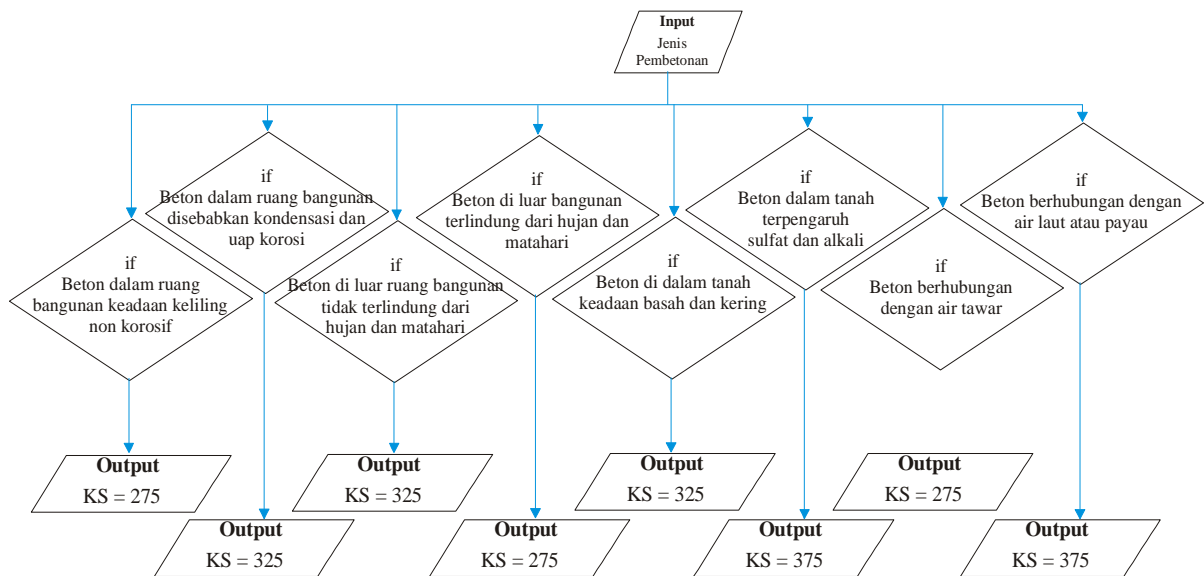 Input
Jenis
Pembetonan
if
Beton dalam ruang bangunan
disebabkan kondensasi dan
uap korosi
if
Beton di luar bangunan
terlindung dari hujan dan
matahari
if
Beton dalam tanah
terpengaruh
sulfat dan alkali
if
Beton berhubungan dengan
air laut atau payau
if
Beton dalam ruang
bangunan keadaan keliling
non korosif
if
Beton di luar ruang bangunan
tidak terlindung dari
hujan dan matahari
if
Beton di dalam tanah
keadaan basah dan kering
if
Beton berhubungan
dengan air tawar
Output
KS = 275
Output
KS = 325
Output
KS = 325
Output
KS = 275
Output
KS = 325
Output
KS = 275
Output
KS = 375
Output
KS = 375